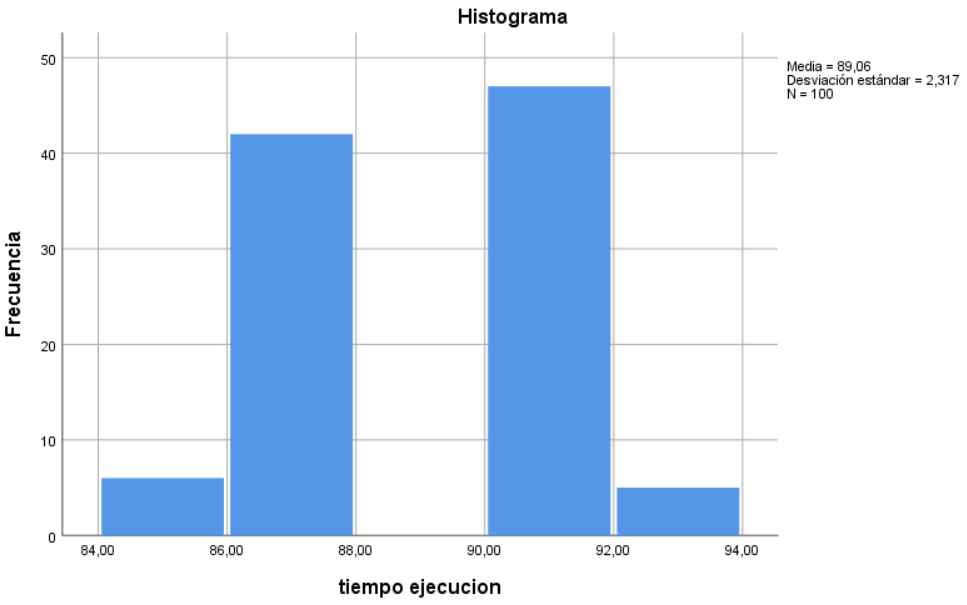 Histograma
Media = 89,06
Desviación estándar = 2,317
N = 100
50
40
30
20
10
0
Frecuencia
84,00 86,00 88,00 90,00 92,00 94,00
tiempo ejecucion